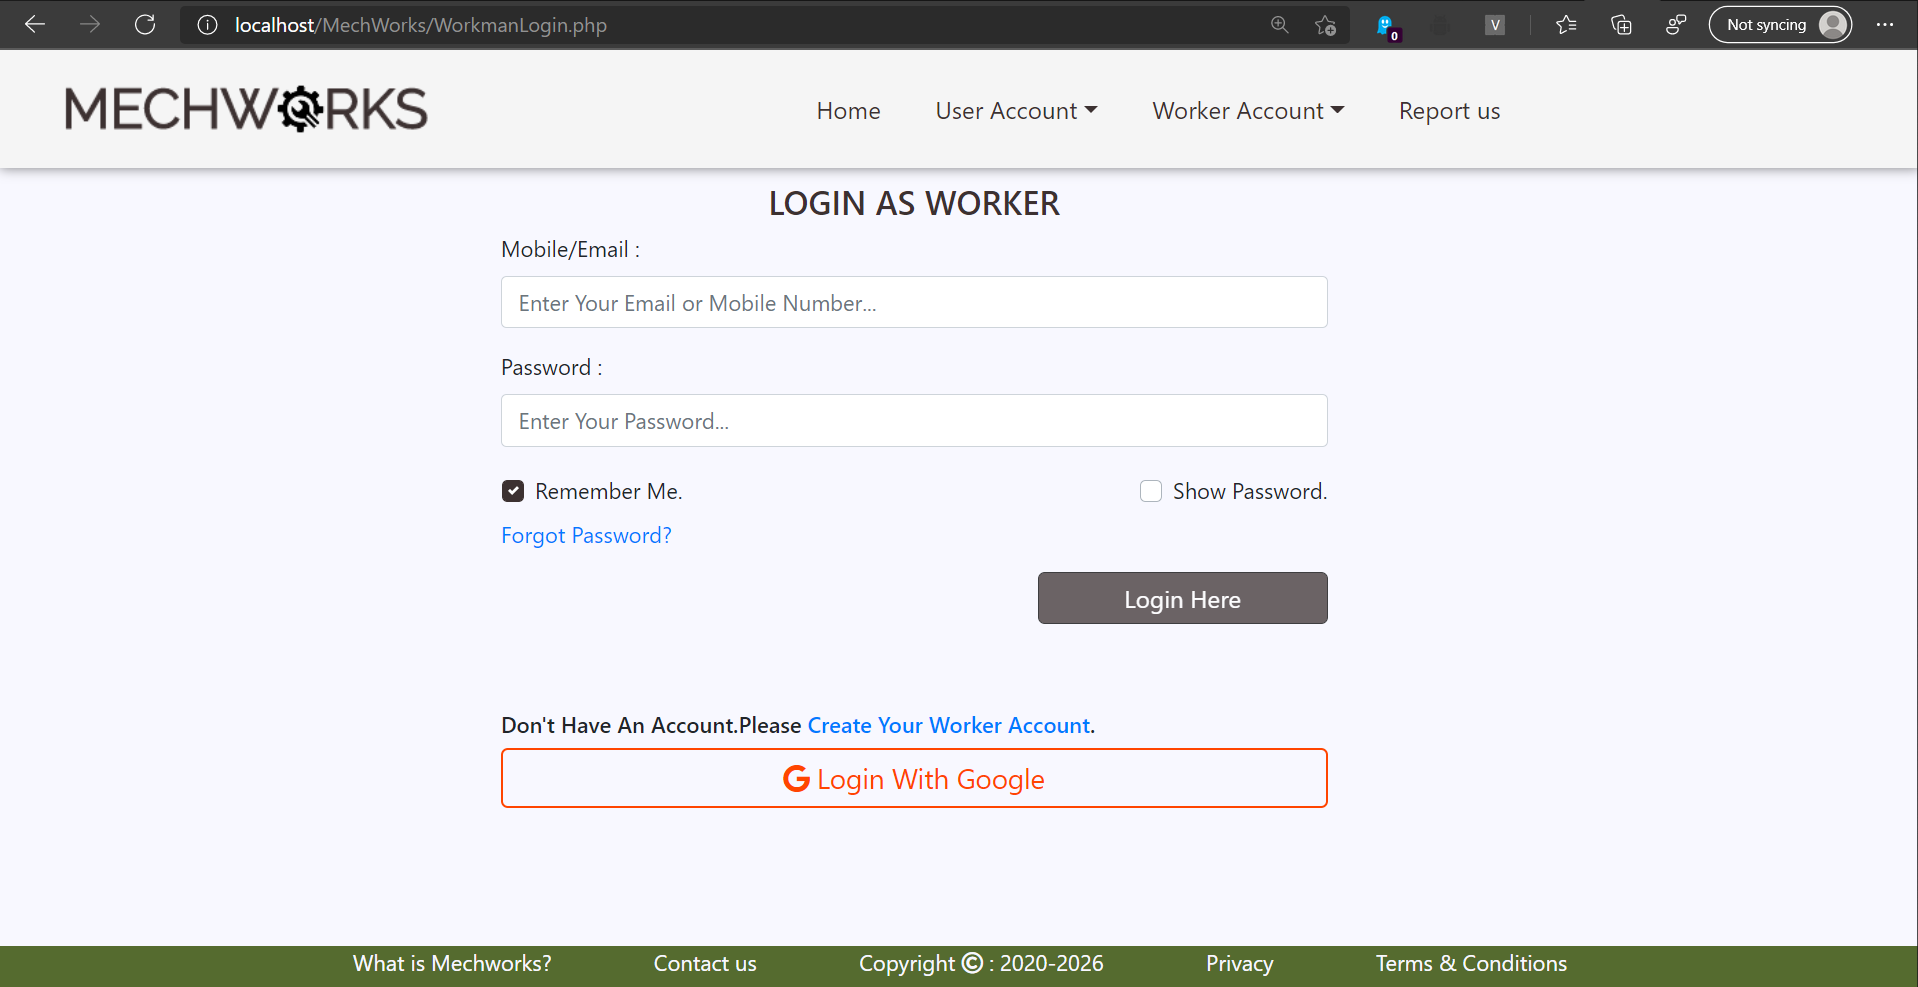 localhost/MechWorks/WorkmanLogin.php
0
V
Not syncing
MECHWORKS
Home
User Account
Worker Account
Report us
LOGIN AS WORKER
Mobile/Email :
Enter Your Email or Mobile Number...
Password :
Enter Your Password...
Remember Me.
Show Password.
Forgot Password?
Login Here
Don't Have An Account.Please Create Your Worker Account.
G Login With Google
What is Mechworks?
Contact us
Copyright © : 2020-2026
Privacy
Terms & Conditions